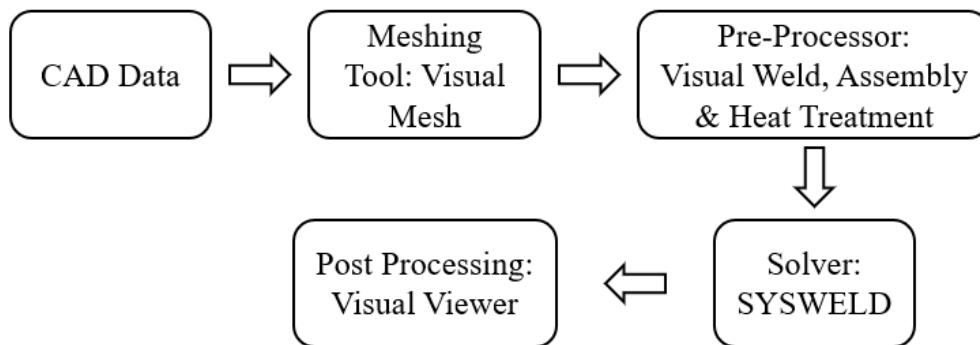 CAD Data
Meshing
Tool: Visual
Mesh
Pre-Processor:
Visual Weld, Assembly
& Heat Treatment
Solver:
SYSWELD
Post Processing:
Visual Viewer